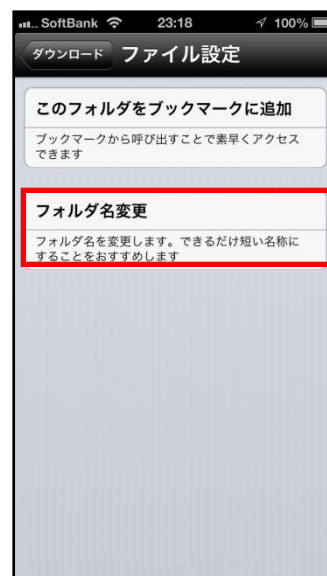 SoftBank 23:18 100%
ダウンロード ファイル設定
このフォルダをブックマークに追加
ブックマークから呼び出すことで素早くアクセス
できます
フォルダ名変更
フォルダ名を変更します。できるだけ短い名称に
することをおすすめします